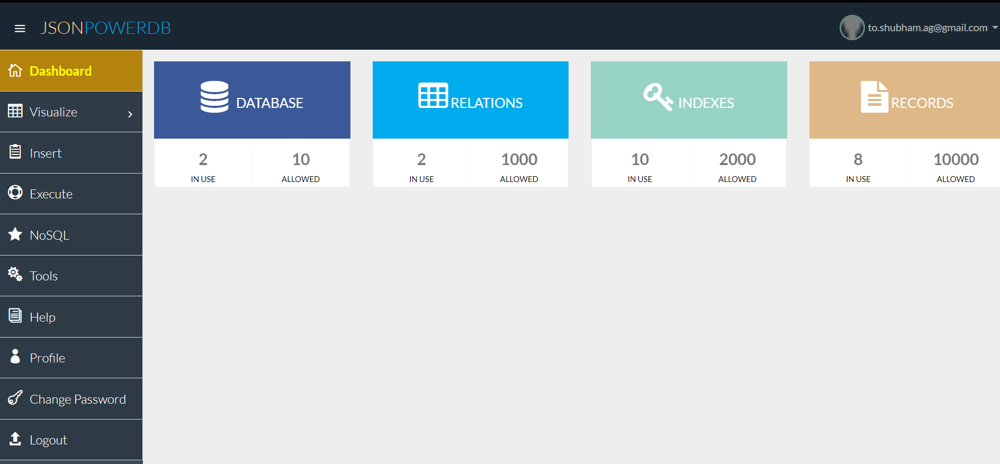 JSONPOWERDB
to.shubham.ag@gmail.com
Dashboard
Visualize
Insert
Execute
NoSQL
Tools
Help
Profile
Change Password
Logout
DATABASE
2
IN USE
10
ALLOWED
RELATIONS
2
IN USE
1000
ALLOWED
INDEXES
10
IN USE
2000
ALLOWED
RECORDS
8
IN USE
10000
ALLOWED